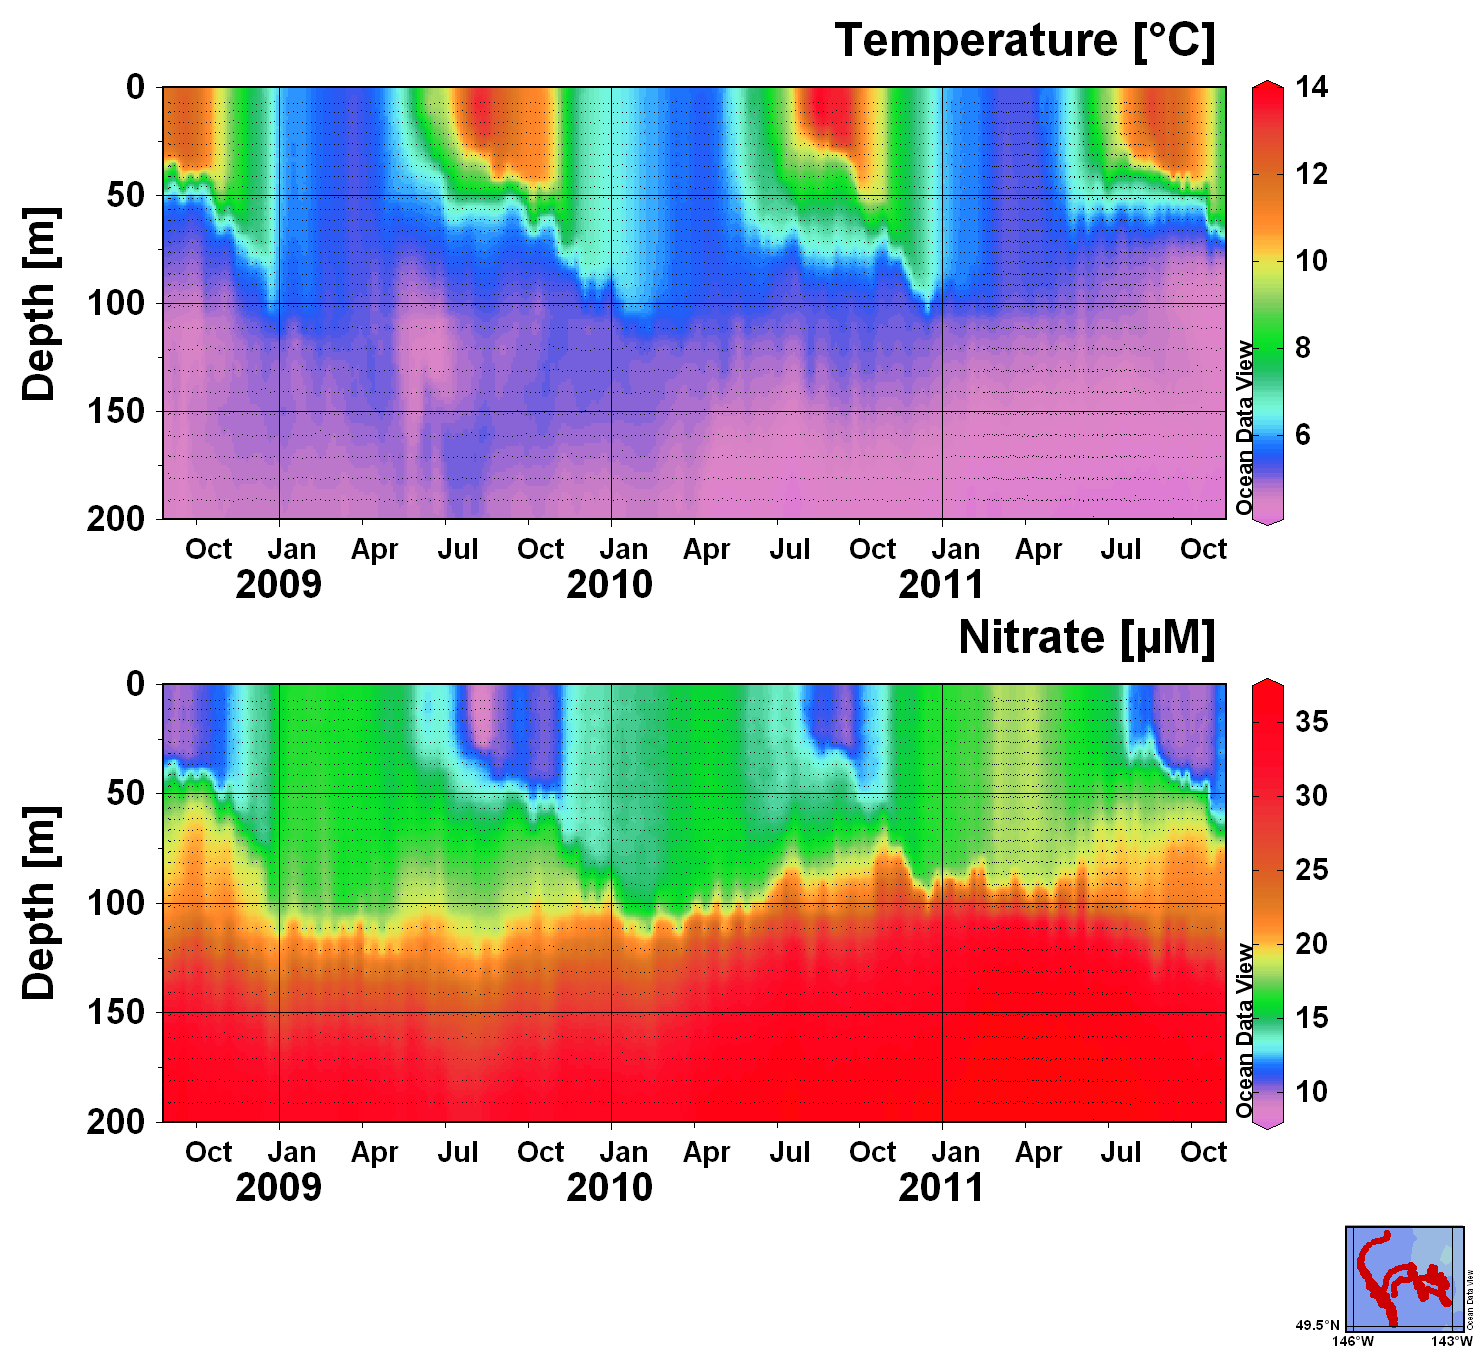 Temperature [°C]
0
50
100
150
200
Depth [m]
14
12
10
8
6
Ocean Data View
Oct Jan Apr Jul Oct Jan Apr Jul Oct Jan Apr Jul Oct
2009 2010 2011
Nitrate [µM]
0
50
100
150
200
Depth [m]
35
30
25
20
15
10
Ocean Data View
Oct Jan Apr Jul Oct Jan Apr Jul Oct Jan Apr Jul Oct
2009 2010 2011
49.5°N
146°W 143°W
Ocean Data View